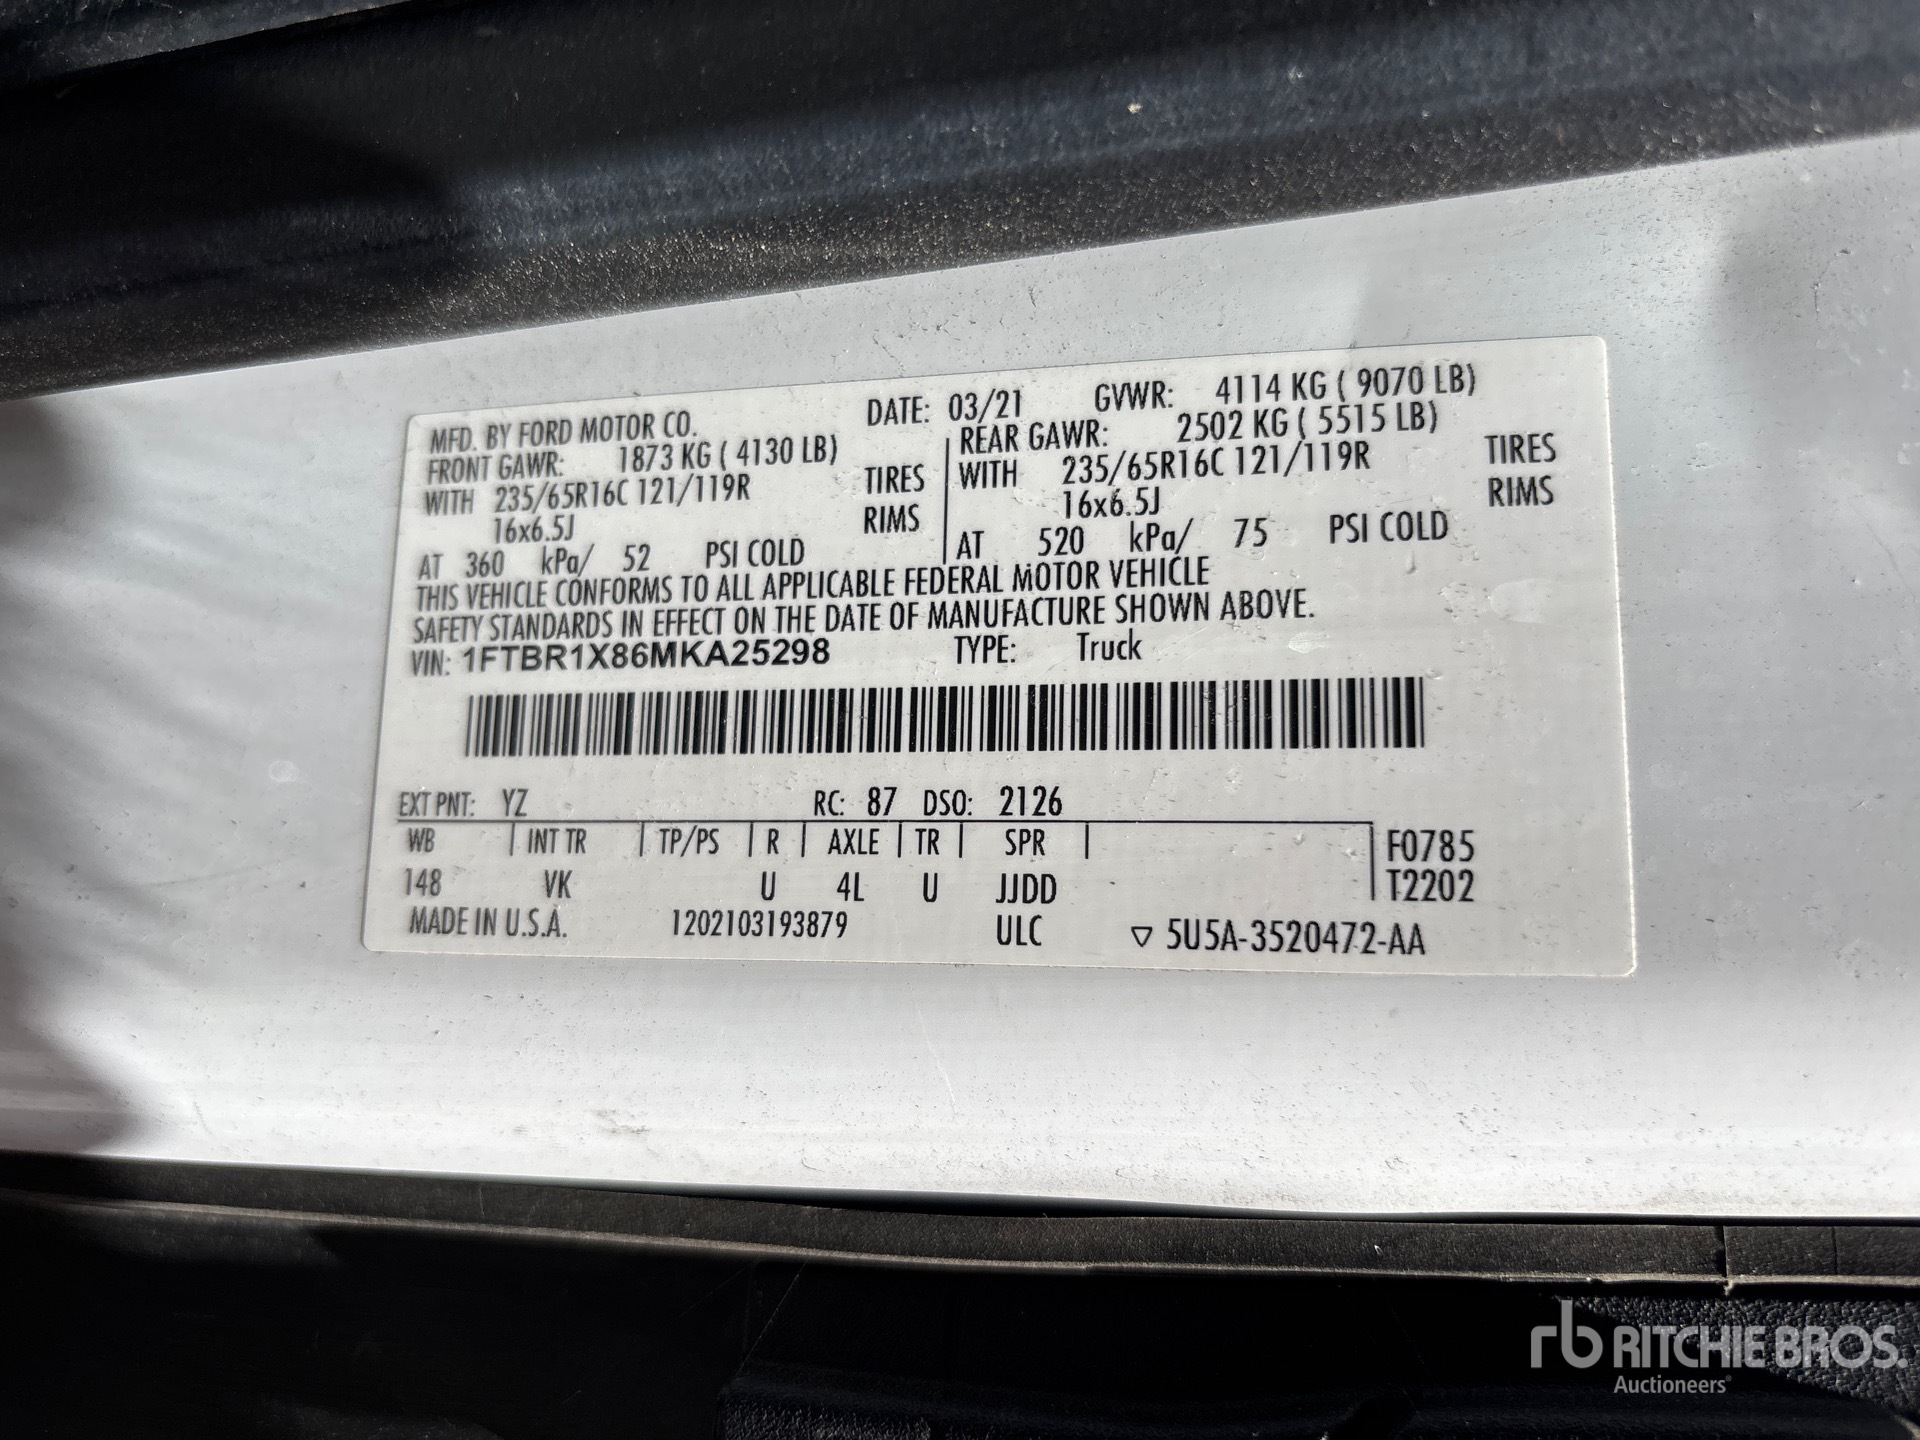 MFD. BY FORD MOTOR CO. DATE: 03/21 GVWR: 4114 KG ( 9070 LB)
FRONT GAWR: 1873 KG ( 4130 LB) REAR GAWR: 2502 KG ( 5515 LB)
WITH 235/65R16C 121/119R TIRES WITH 235/65R16C 121/119R TIRES
16x6.5J RIMS 16x6.5J RIMS
AT 360 kPa/ 52 PSI COLD AT 520 kPa/ 75 PSI COLD
THIS VEHICLE CONFORMS TO ALL APPLICABLE FEDERAL MOTOR VEHICLE
SAFETY STANDARDS IN EFFECT ON THE DATE OF MANUFACTURE SHOWN ABOVE.
VIN: 1FTBR1X86MKA25298 TYPE: Truck
EXT PNT: YZ RC: 87 DSO: 2126
WB INT TR TP/PS R AXLE TR SPR F0785
148 VK U 4L U JJDD T2202
MADE IN U.S.A. 1202103193879 ULC ▽ 5U5A-3520472-AA
rb RITCHIE BROS.
Auctioneers